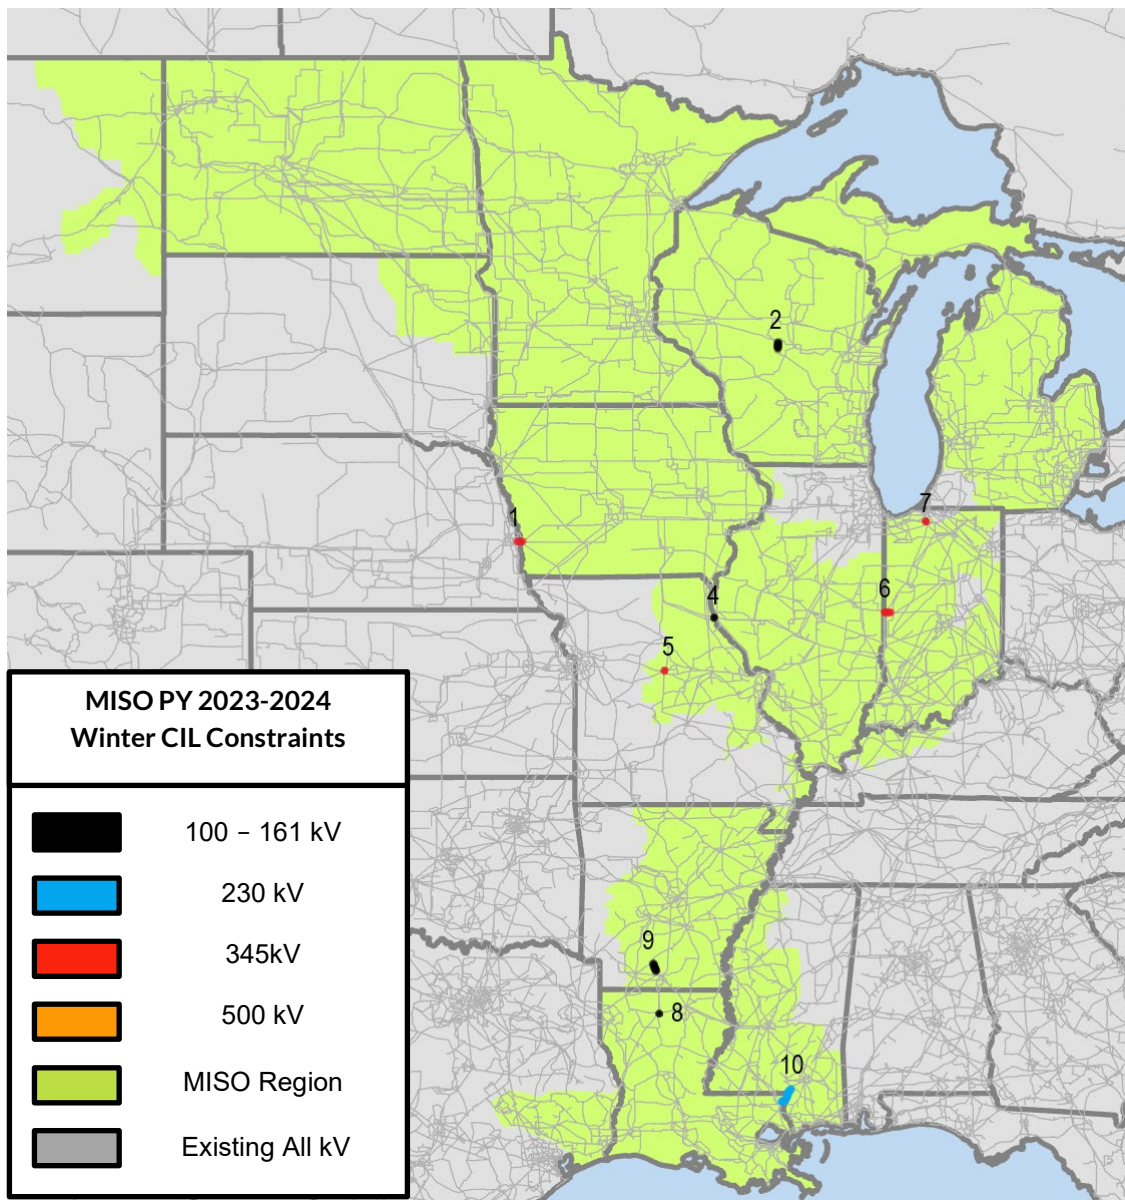 2
1
7
4
6
5
MISO PY 2023-2024
Winter CIL Constraints
100 – 161 kV
230 kV
345kV
500 kV
MISO Region
Existing All kV
9
8
10